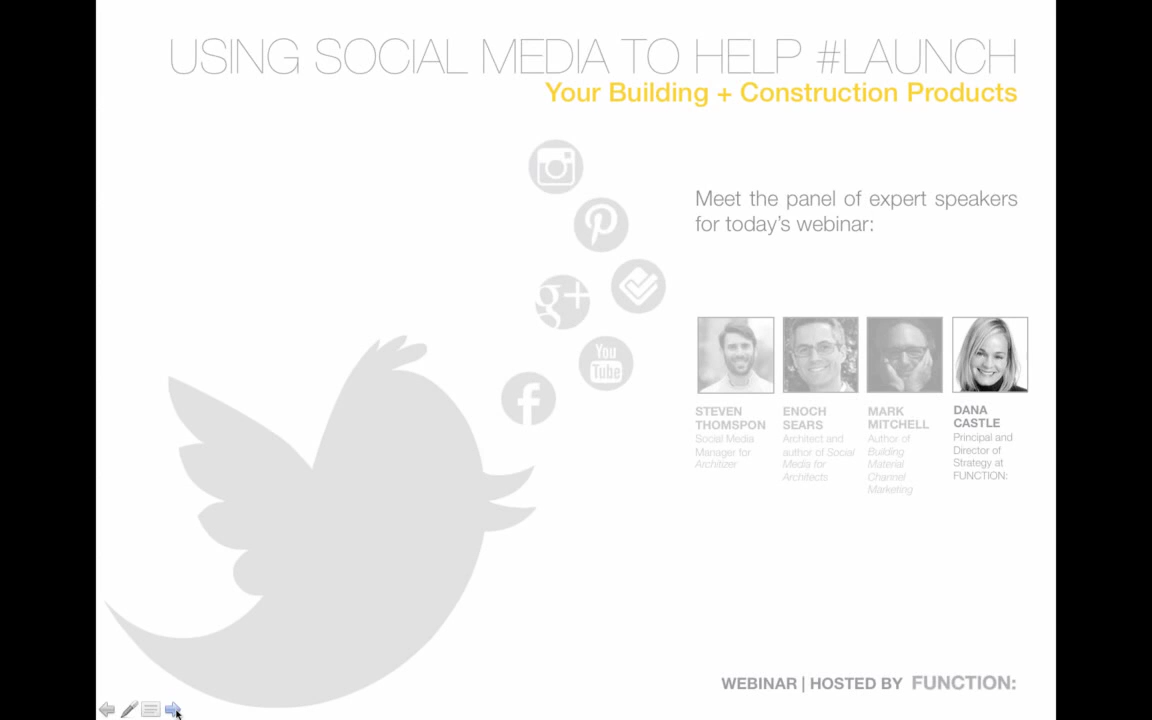 USING SOCIAL MEDIA TO HELP #LAUNCH
Your Building + Construction Products
Meet the panel of expert speakers
for today's webinar:
g+
You
Tube
f
STEVEN
THOMSPON
Social Media
Manager for
Architizer
ENOCH
SEARS
Architect and
author of Social
Media for
Architects
MARK
MITCHELL
Author of
Building
Material
Channel
Marketing
DANA
CASTLE
Principal and
Director of
Strategy at
FUNCTION:
WEBINAR | HOSTED BY FUNCTION: